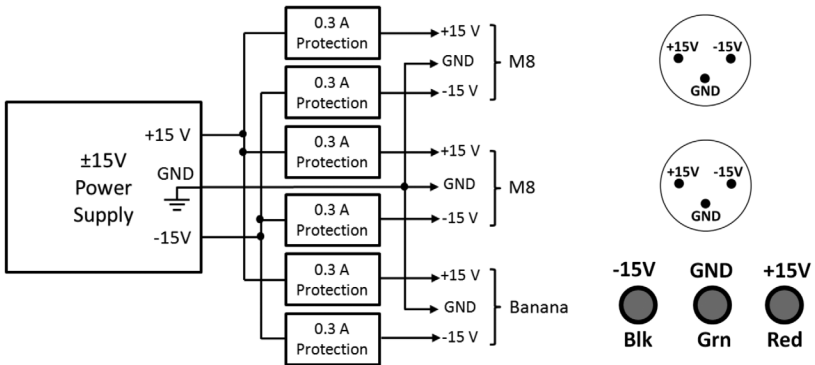 ±15V
Power
Supply
+15 V
GND
-15V
0.3 A
Protection
0.3 A
Protection
0.3 A
Protection
0.3 A
Protection
0.3 A
Protection
0.3 A
Protection
+15 V
GND
-15 V
M8
+15 V
GND
-15 V
M8
+15 V
GND
-15 V
Banana
+15V -15V
GND
+15V -15V
GND
-15V GND +15V
Blk Grn Red